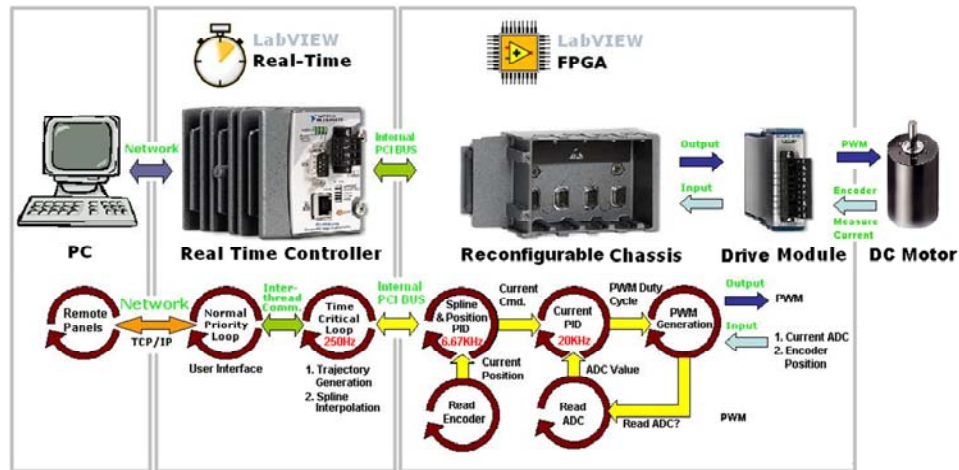 LabVIEW
Real-Time
LabVIEW
FPGA
Network
Internal
PCI BUS
Output
Input
PWM
Encoder
Measure
Current
PC
Real Time Controller
Reconfigurable Chassis
Drive Module
DC Motor
Remote
Panels
Network
TCP/IP
Normal
Priority
Loop
User Interface
Inter-
thread
Comm.
Time
Critical
Loop
250Hz
1. Trajectory
Generation
2. Spline
Interpolation
Internal
PCI BUS
Spline
& Position
PID
6.67KHz
Current
Cmd.
Current
PID
20KHz
PWM Duty
Cycle
PWM
Generation
Output
PWM
Input
1. Current ADC
2. Encoder
Position
Current
Position
ADC Value
Read
Encoder
Read
ADC
Read ADC?
PWM